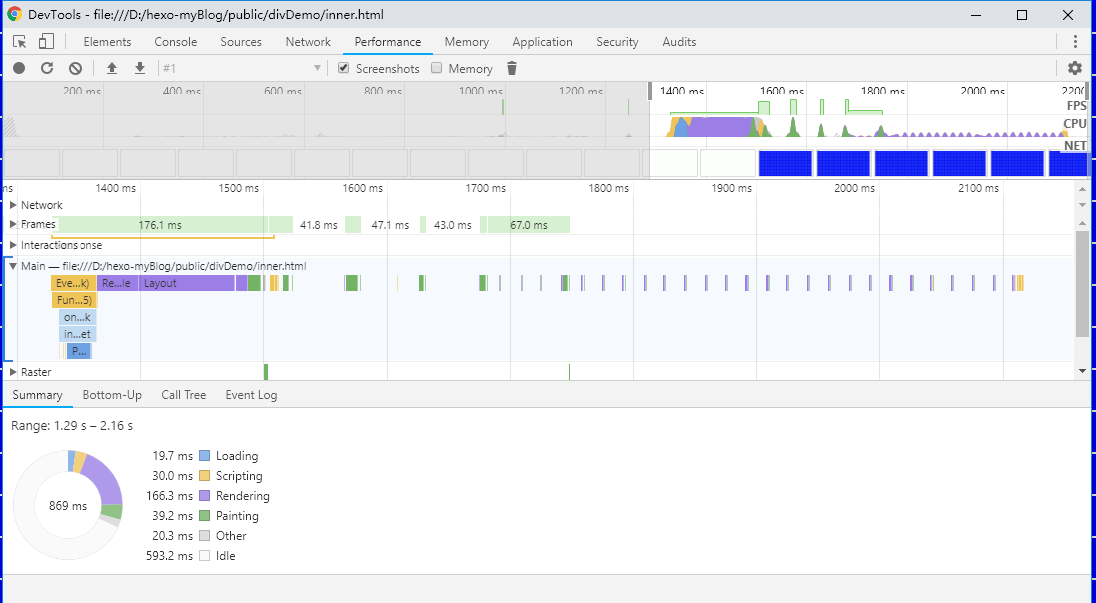 DevTools - file:///D:/hexo-myBlog/public/divDemo/inner.html
Elements Console Sources Network Performance Memory Application Security Audits
#1 Screenshots Memory
200 ms 400 ms 600 ms 800 ms 1000 ms 1200 ms 1400 ms 1600 ms 1800 ms 2000 ms 220
FPS
CPU
NET
ms 1400 ms 1500 ms 1600 ms 1700 ms 1800 ms 1900 ms 2000 ms 2100 ms
Network
Frames 176.1 ms 41.8 ms 47.1 ms 43.0 ms 67.0 ms
Interactions onse
Main — file:///D:/hexo-myBlog/public/divDemo/inner.html
Eve...k) Re...le Layout
Fun...5)
on...k
in...et
P...
Raster
Summary Bottom-Up Call Tree Event Log
Range: 1.29 s – 2.16 s
869 ms
19.7 ms Loading
30.0 ms Scripting
166.3 ms Rendering
39.2 ms Painting
20.3 ms Other
593.2 ms Idle